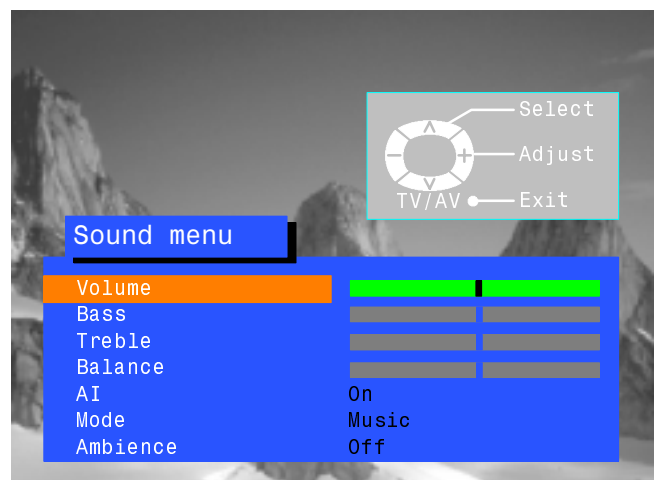 Select
Adjust
TV/AV Exit
Sound menu
Volume
Bass
Treble
Balance
AI On
Mode Music
Ambience Off